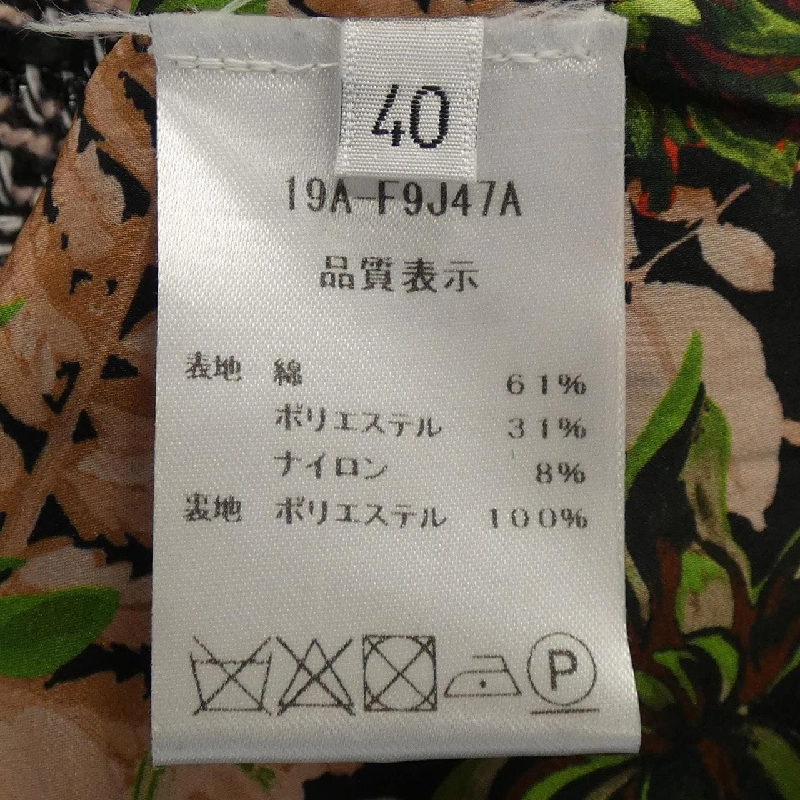 40
19A-F9J47A
品質表示
表地 綿 61%
ポリエステル 31%
ナイロン 8%
裏地 ポリエステル 100%
P